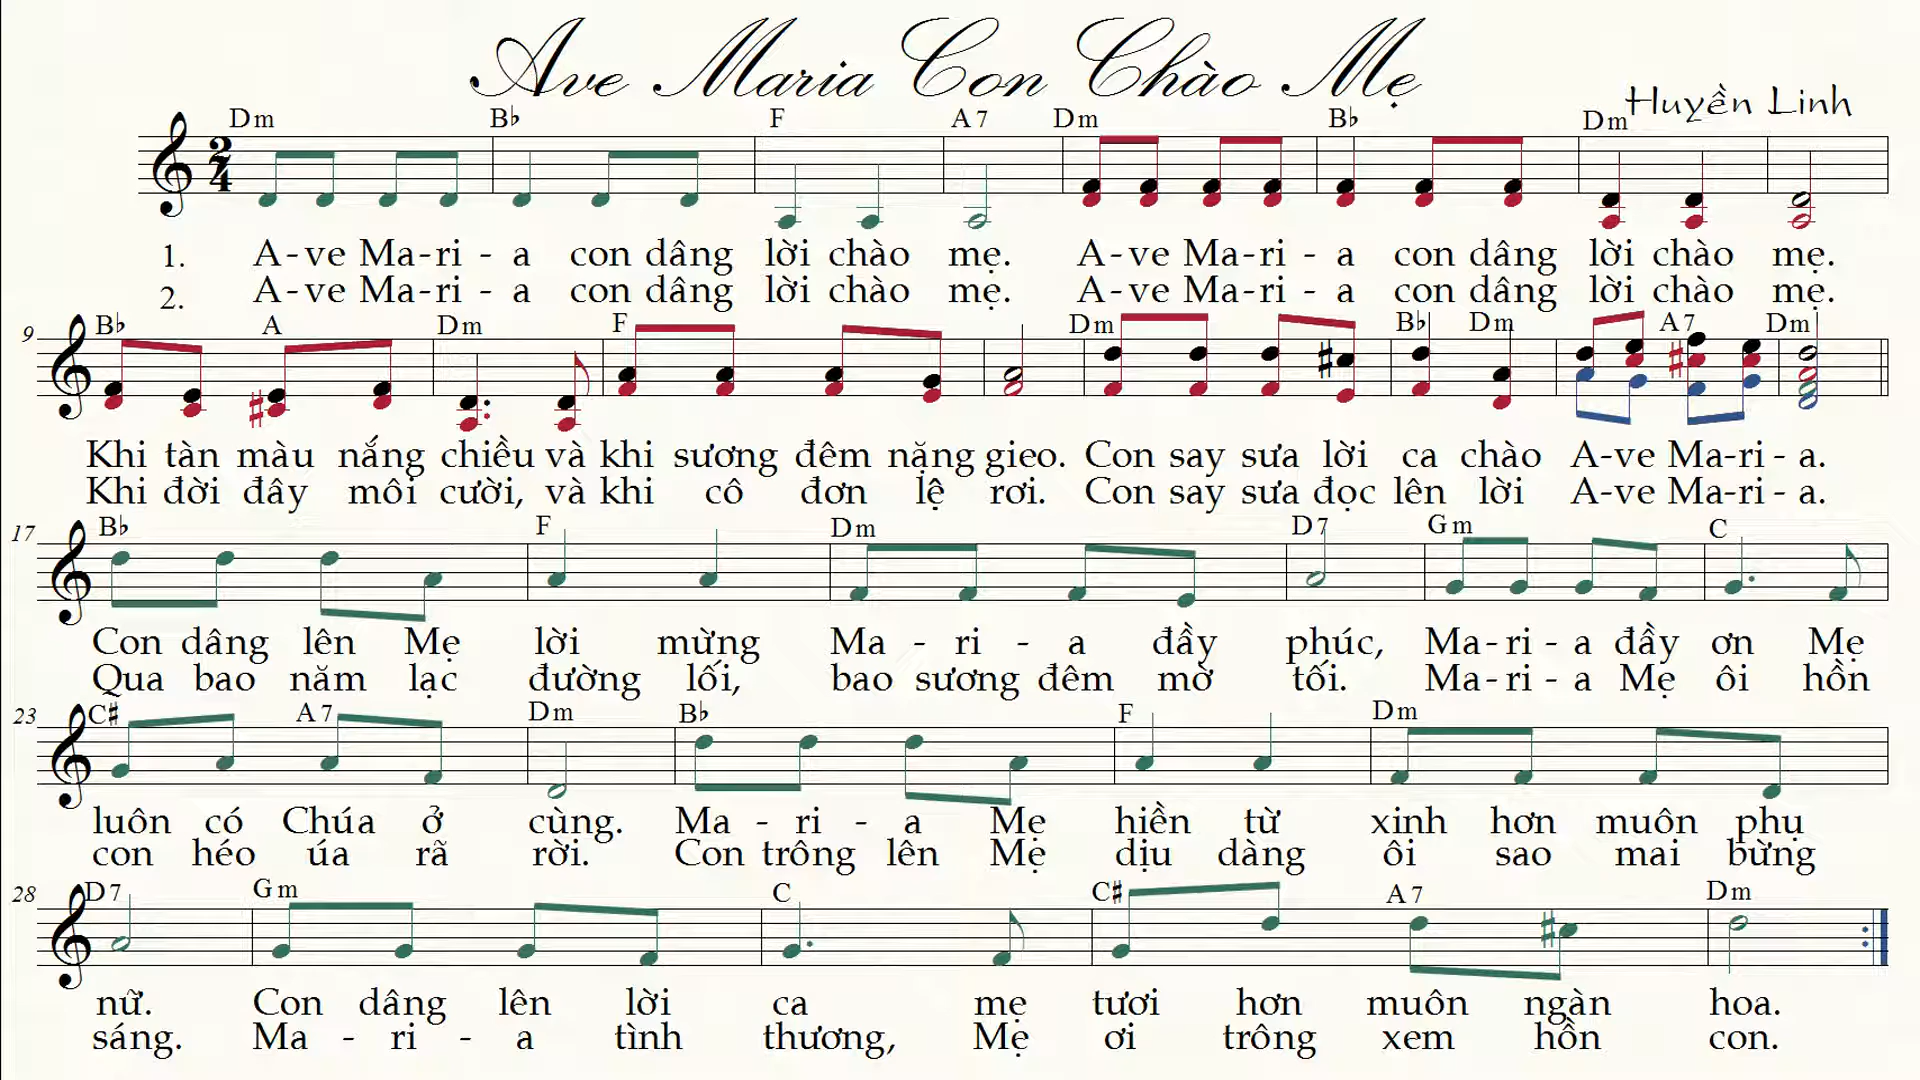 Ave Maria Con Chào Mẹ
Huyền Linh
Dm B♭ F A7 Dm B♭ Dm
2/4
1. A-ve Ma-ri - a con dâng lời chào mẹ. A-ve Ma-ri - a con dâng lời chào mẹ.
2. A-ve Ma-ri - a con dâng lời chào mẹ. A-ve Ma-ri - a con dâng lời chào mẹ.
9 B♭ A Dm F Dm B♭ Dm A7 Dm
Khi tàn màu nắng chiều và khi sương đêm nặng gieo. Con say sưa lời ca chào A-ve Ma-ri - a.
Khi đời đây môi cười, và khi cô đơn lệ rơi. Con say sưa đọc lên lời A-ve Ma-ri - a.
17 B♭ F Dm D7 Gm C
Con dâng lên Mẹ lời mừng Ma - ri - a đầy phúc, Ma-ri - a đầy ơn Mẹ
Qua bao năm lạc đường lối, bao sương đêm mờ tối. Ma-ri - a Mẹ ôi hồn
23 C♯ A7 Dm B♭ F Dm
luôn có Chúa ở cùng. Ma - ri - a Mẹ hiền từ xinh hơn muôn phụ
con héo úa rã rời. Con trông lên Mẹ dịu dàng ôi sao mai bừng
28 D7 Gm C C♯ A7 Dm
nữ. Con dâng lên lời ca mẹ tươi hơn muôn ngàn hoa.
sáng. Ma - ri - a tình thương, Mẹ ơi trông xem hồn con.